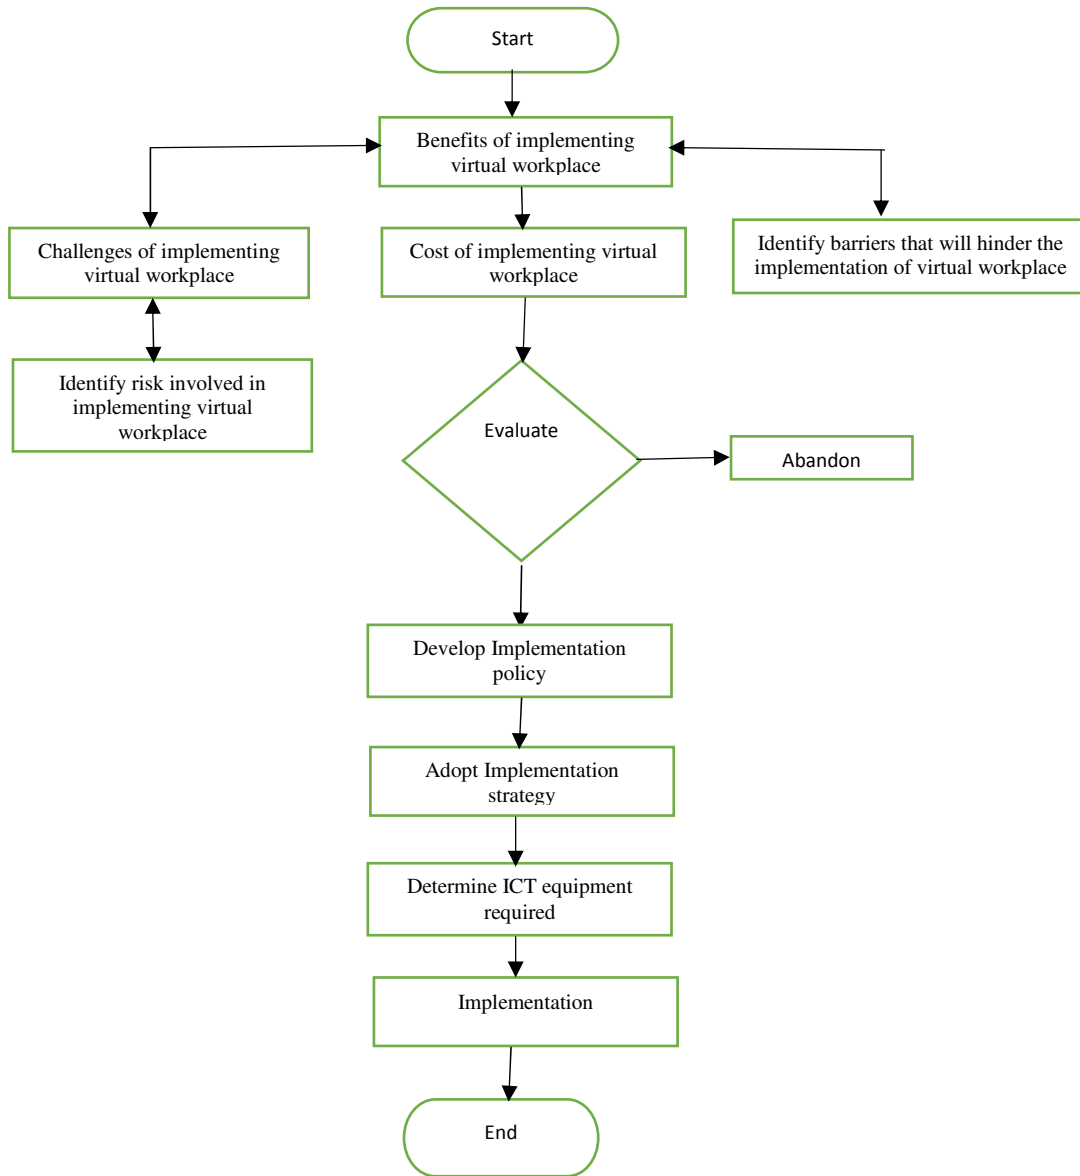 Start
Benefits of implementing
virtual workplace
Challenges of implementing
virtual workplace
Cost of implementing virtual
workplace
Identify barriers that will hinder the
implementation of virtual workplace
Identify risk involved in
implementing virtual
workplace
Evaluate
Abandon
Develop Implementation
policy
Adopt Implementation
strategy
Determine ICT equipment
required
Implementation
End